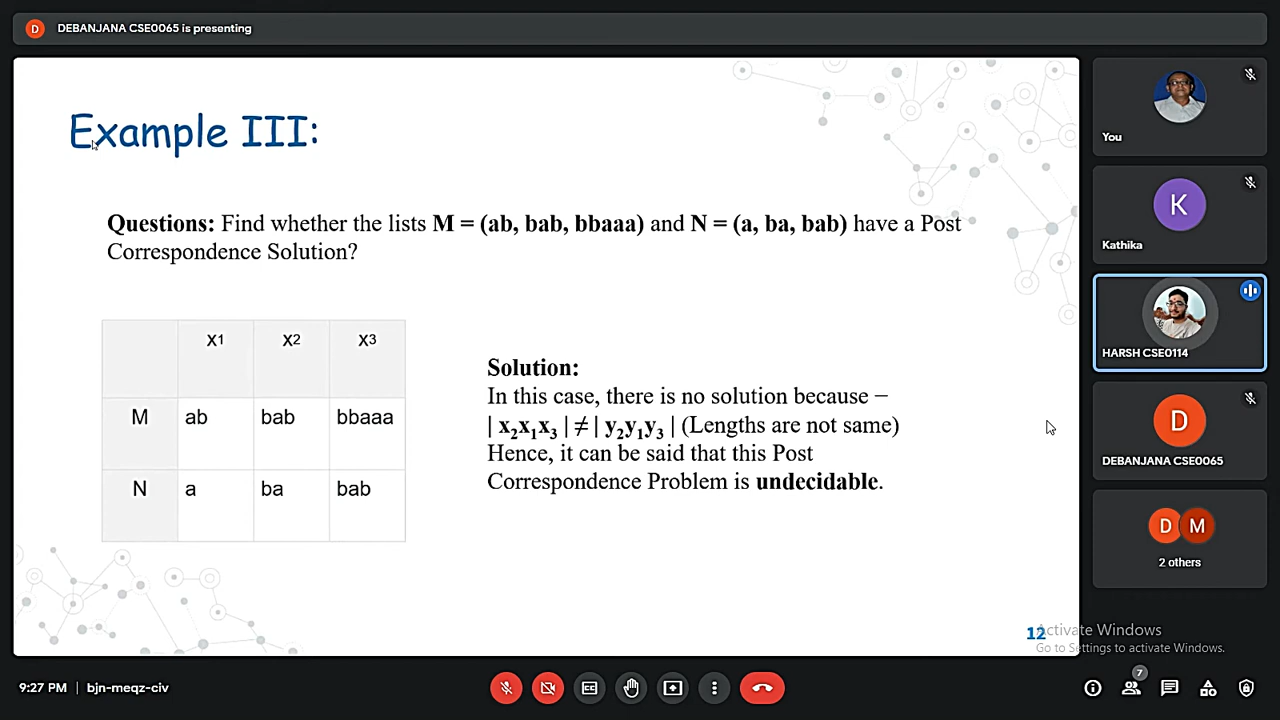 D DEBANJANA CSE0065 is presenting
Example III:
Questions: Find whether the lists M = (ab, bab, bbaaa) and N = (a, ba, bab) have a Post
Correspondence Solution?
x1 x2 x3
M ab bab bbaaa
N a ba bab
Solution:
In this case, there is no solution because −
| x₂x₁x₃ | ≠ | y₂y₁y₃ | (Lengths are not same)
Hence, it can be said that this Post
Correspondence Problem is undecidable.
12
You
K
Kathika
HARSH CSE0114
D
DEBANJANA CSE0065
D M
2 others
Activate Windows
Go to Settings to activate Windows.
9:27 PM | bjn-meqz-civ
CC
7